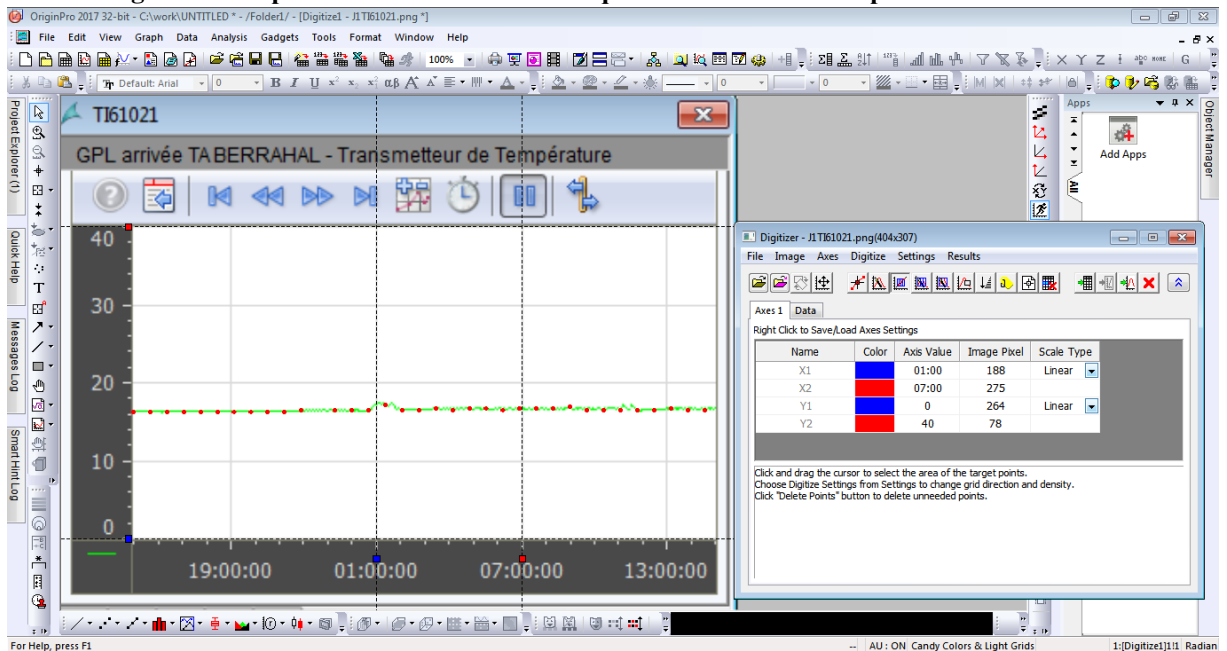 OriginPro 2017 32-bit - C:\work\UNTITLED * - /Folder1/ - [Digitize1 - J1TI61021.png *]
File Edit View Graph Data Analysis Gadgets Tools Format Window Help
100%
Default: Arial 0 B I U αβ A A 0 0
X Y Z
G
Project Explorer (1)
Quick Help
Messages Log
Smart Hint Log
TI61021
GPL arrivée TABERRAHAL - Transmetteur de Température
40
30
20
10
0
19:00:00 01:00:00 07:00:00 13:00:00
Apps
Add Apps
All
Object Manager
Digitizer - J1TI61021.png(404x307)
File Image Axes Digitize Settings Results
Axes 1 Data
Right Click to Save/Load Axes Settings
Name Color Axis Value Image Pixel Scale Type
X1 01:00 188 Linear
X2 07:00 275
Y1 0 264 Linear
Y2 40 78
Click and drag the cursor to select the area of the target points.
Choose Digitize Settings from Settings to change grid direction and density.
Click "Delete Points" button to delete unneeded points.
For Help, press F1
-- AU : ON Candy Colors & Light Grids 1:[Digitize1]1!1 Radian